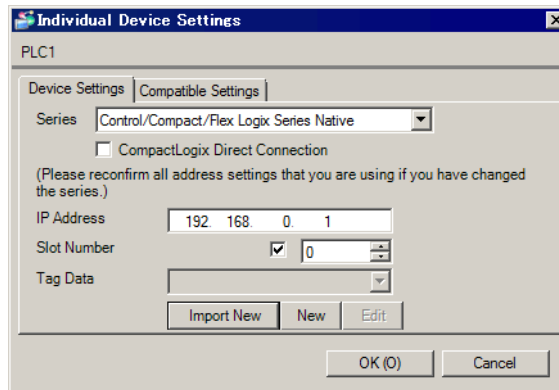 Individual Device Settings
PLC1
Device Settings Compatible Settings
Series Control/Compact/Flex Logix Series Native
CompactLogix Direct Connection
(Please reconfirm all address settings that you are using if you have changed
the series.)
IP Address 192. 168. 0. 1
Slot Number 0
Tag Data
Import New New Edit
OK (O) Cancel